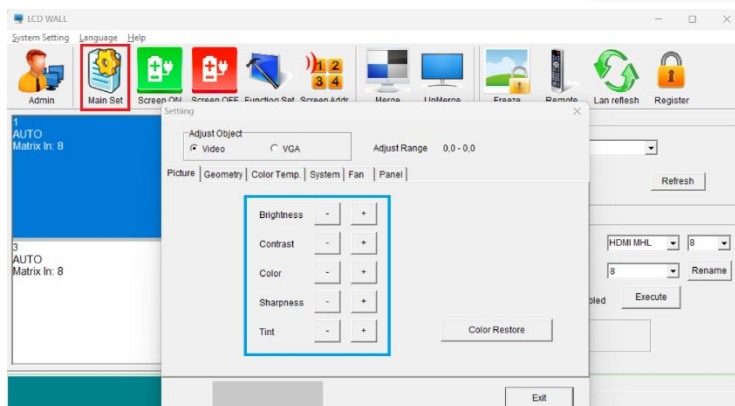 LCD WALL
System Setting Language Help
Admin Main Set Screen ON Screen OFF Function Set Screen Addr. Merge UnMerge Freeze Remote Lan reflesh Register
1 2
3 4
1
AUTO
Matrix In: 8
Settiing
Adjust Object
Video VGA Adjust Range 0,0 - 0,0
Picture Geometry Color Temp. System Fan Panel
Refresh
Brightness - +
Contrast - +
3
AUTO
Matrix In: 8
HDMI MHL 8
Color - +
8 Rename
Sharpness - +
Execute
Tint - + Color Restore
Exit